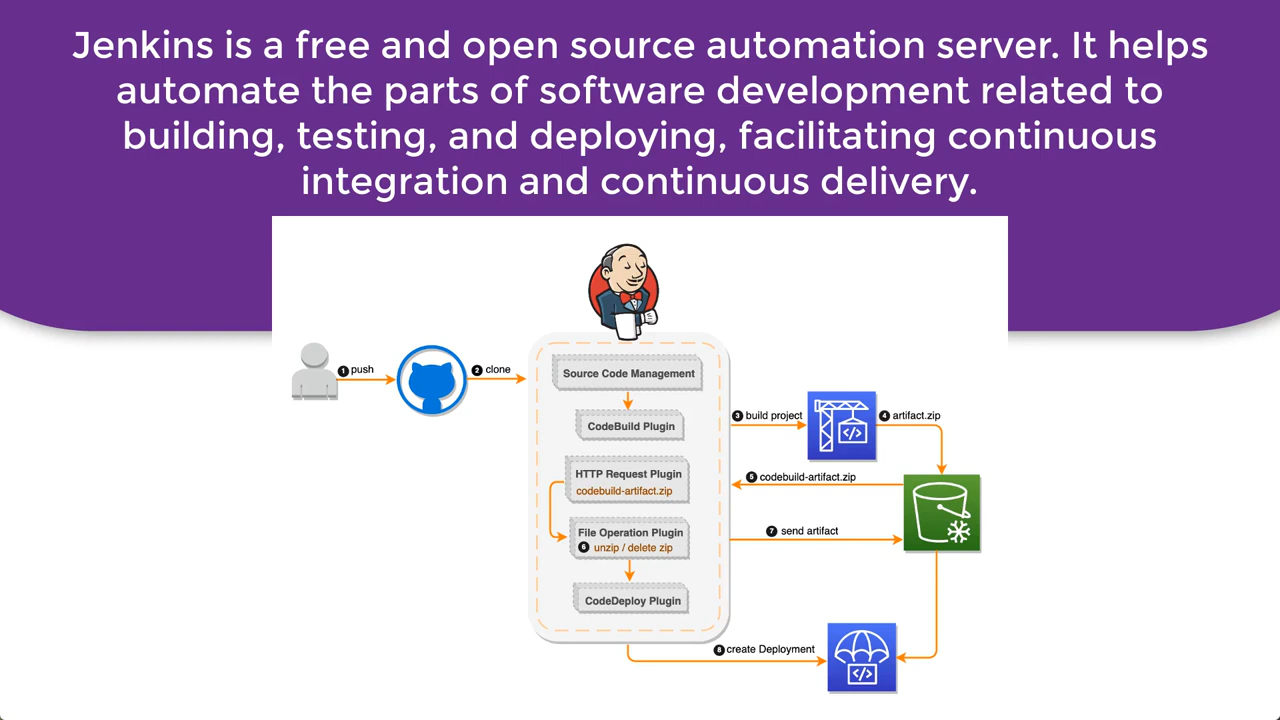 Jenkins is a free and open source automation server. It helps
automate the parts of software development related to
building, testing, and deploying, facilitating continuous
integration and continuous delivery.
1 push
2 clone
Source Code Management
CodeBuild Plugin
3 build project
4 artifact.zip
HTTP Request Plugin
codebuild-artifact.zip
5 codebuild-artifact.zip
File Operation Plugin
6 unzip / delete zip
7 send artifact
CodeDeploy Plugin
8 create Deployment